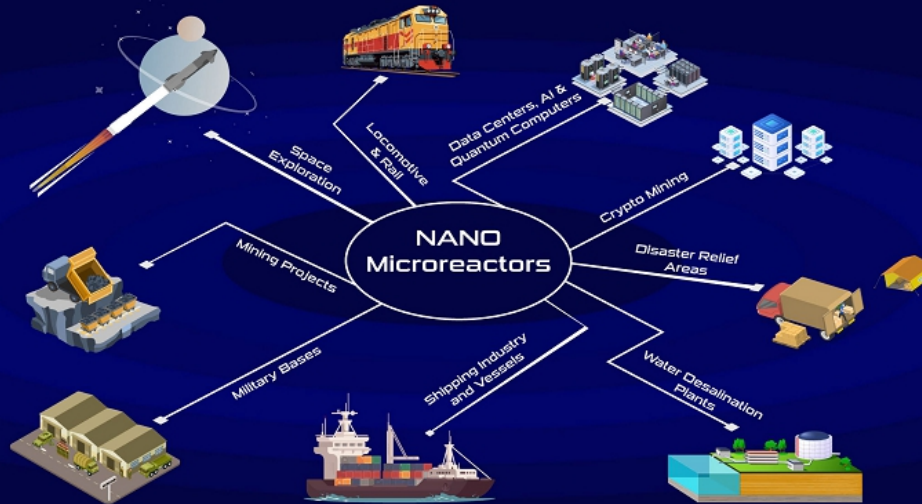 Space
Exploration
Locomotive
& Rail
Data Centers, AI &
Quantum Computers
Crypto Mining
NANO
Microreactors
Mining Projects
Disaster Relief
Areas
Military Bases
Shipping Industry
and Vessels
Water Desalination
Plants